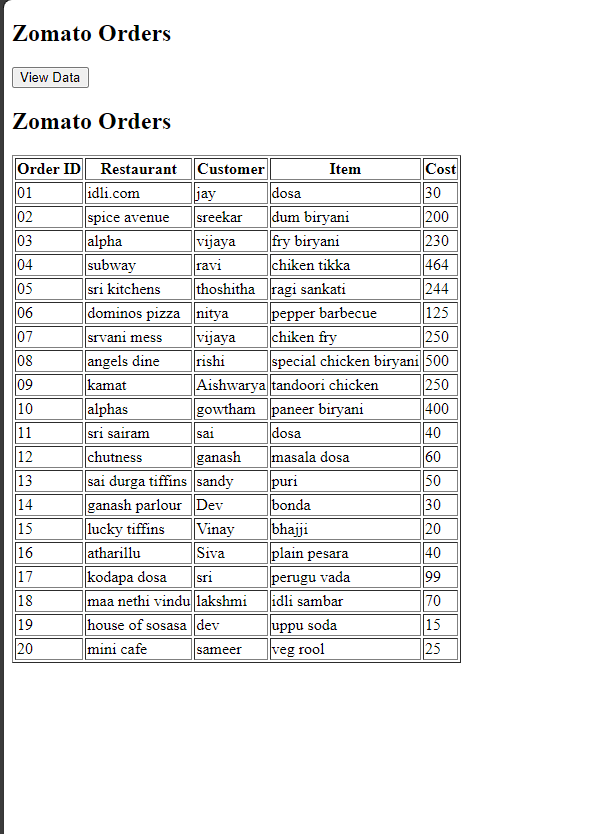 Zomato Orders
View Data
Zomato Orders
Order ID Restaurant Customer Item Cost
01 idli.com jay dosa 30
02 spice avenue sreekar dum biryani 200
03 alpha vijaya fry biryani 230
04 subway ravi chiken tikka 464
05 sri kitchens thoshitha ragi sankati 244
06 dominos pizza nitya pepper barbecue 125
07 srvani mess vijaya chiken fry 250
08 angels dine rishi special chicken biryani 500
09 kamat Aishwarya tandoori chicken 250
10 alphas gowtham paneer biryani 400
11 sri sairam sai dosa 40
12 chutness ganash masala dosa 60
13 sai durga tiffins sandy puri 50
14 ganash parlour Dev bonda 30
15 lucky tiffins Vinay bhajji 20
16 atharillu Siva plain pesara 40
17 kodapa dosa sri perugu vada 99
18 maa nethi vindu lakshmi idli sambar 70
19 house of sosasa dev uppu soda 15
20 mini cafe sameer veg rool 25